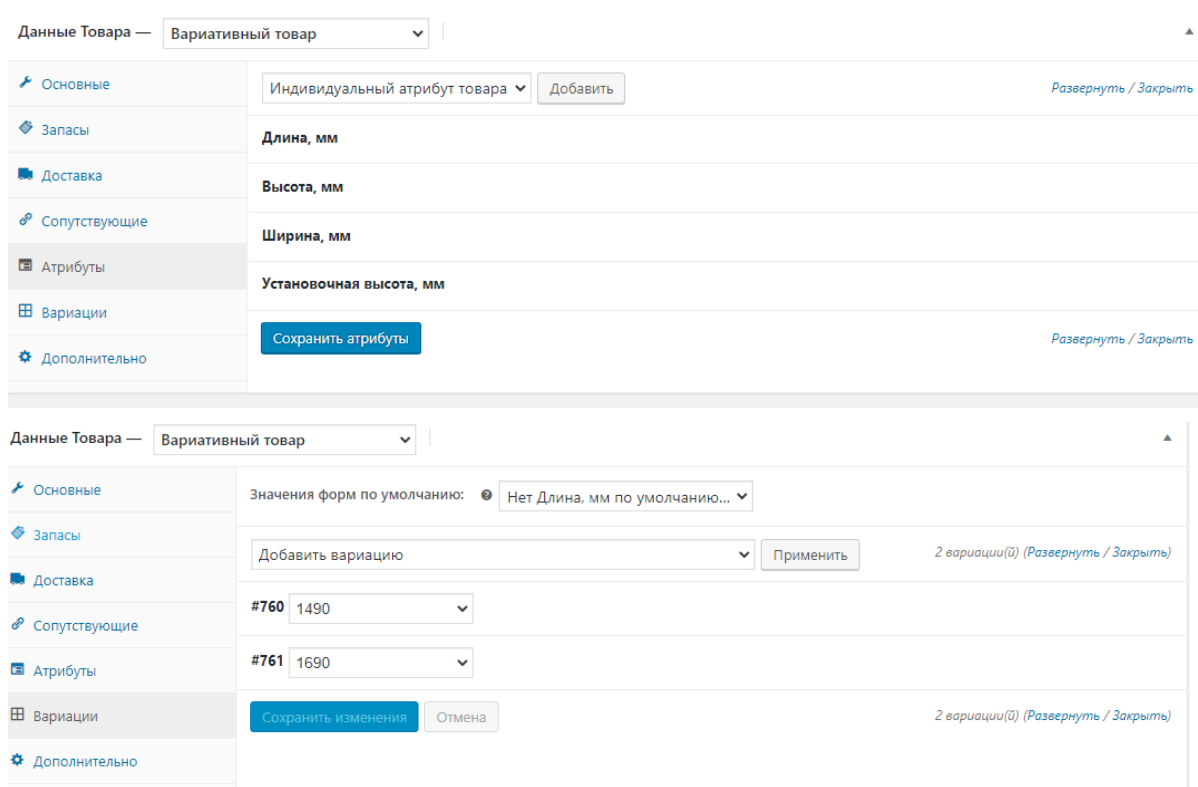 Данные Товара — Вариативный товар
Основные
Запасы
Доставка
Сопутствующие
Атрибуты
Вариации
Дополнительно
Индивидуальный атрибут товара Добавить Развернуть / Закрыть
Длина, мм
Высота, мм
Ширина, мм
Установочная высота, мм
Сохранить атрибуты Развернуть / Закрыть
Данные Товара — Вариативный товар
Основные
Запасы
Доставка
Сопутствующие
Атрибуты
Вариации
Дополнительно
Значения форм по умолчанию: Нет Длина, мм по умолчанию...
Добавить вариацию Применить 2 вариации(й) (Развернуть / Закрыть)
#760 1490
#761 1690
Сохранить изменения Отмена 2 вариации(й) (Развернуть / Закрыть)